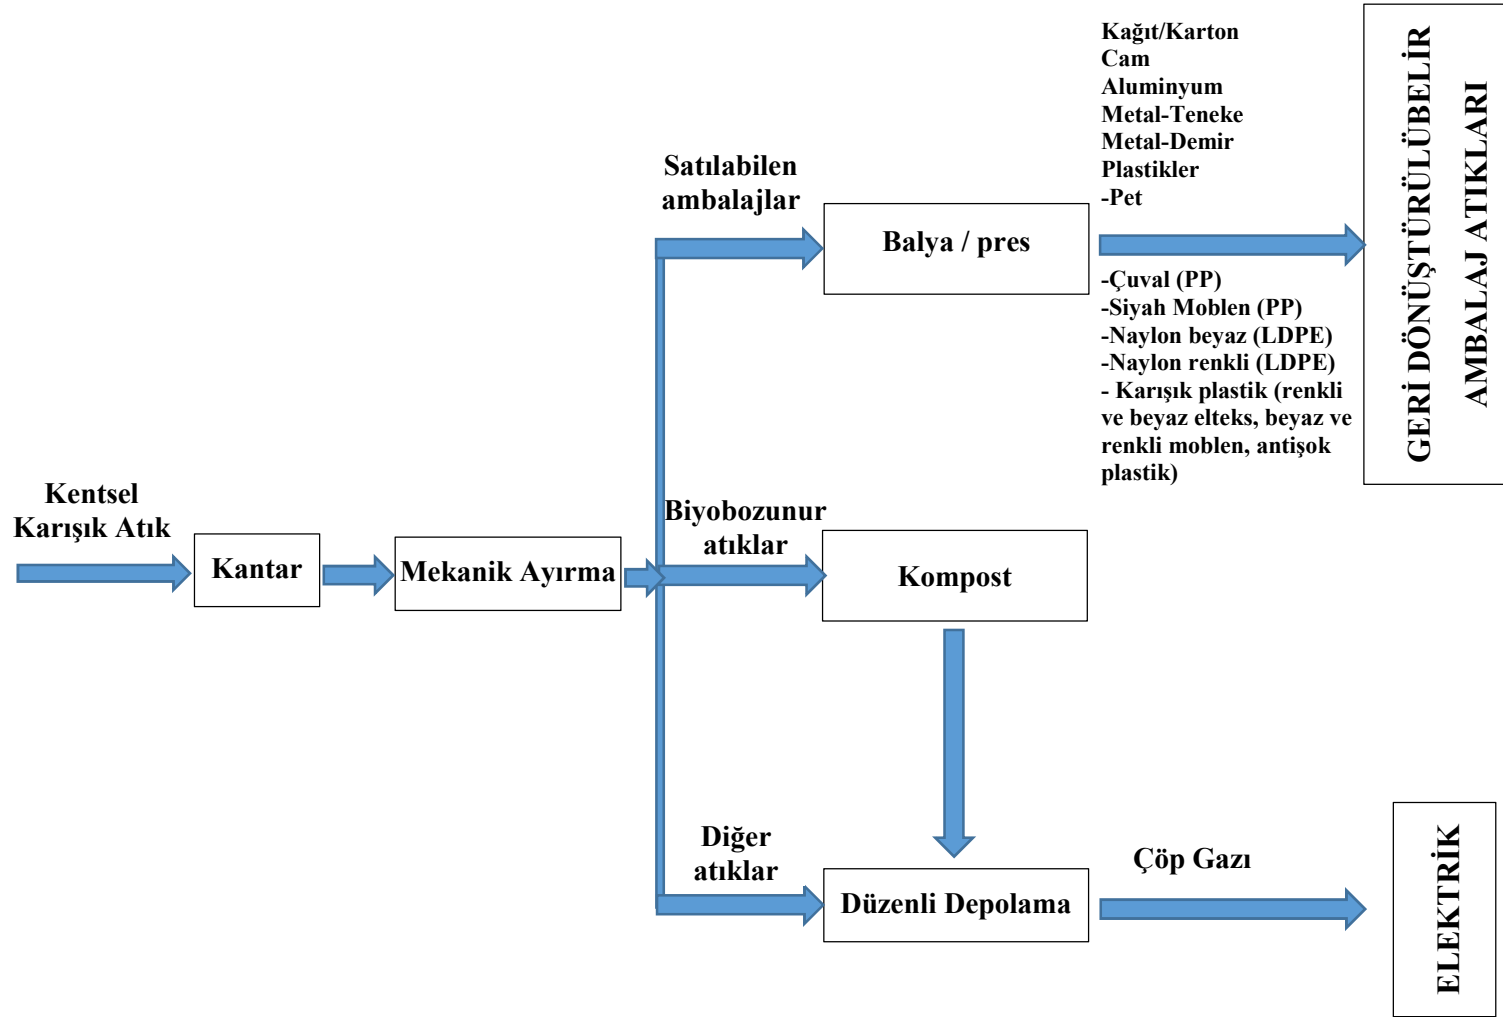 Kağıt/Karton
Cam
Aluminyum
Metal-Teneke
Metal-Demir
Plastikler
-Pet
Satılabilen
ambalajlar
Balya / pres
-Çuval (PP)
-Siyah Moblen (PP)
-Naylon beyaz (LDPE)
-Naylon renkli (LDPE)
- Karışık plastik (renkli
ve beyaz elteks, beyaz ve
renkli moblen, antişok
plastik)
GERİ DÖNÜŞTÜRÜLÜBELİR
AMBALAJ ATIKLARI
Kentsel
Karışık Atık
Kantar
Mekanik Ayırma
Biyobozunur
atıklar
Kompost
Diğer
atıklar
Düzenli Depolama
Çöp Gazı
ELEKTRİK